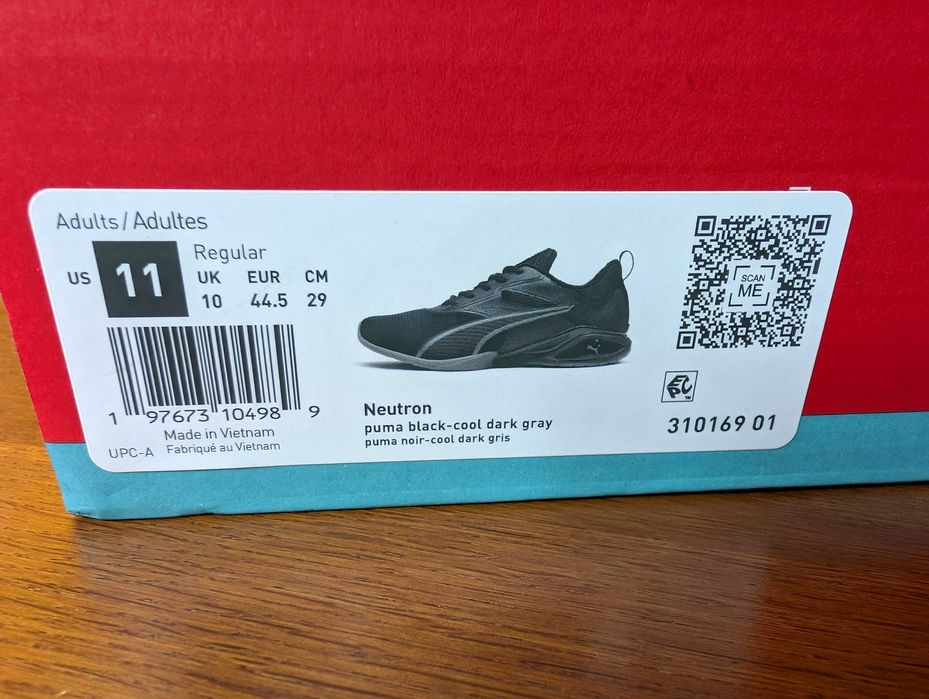 Adults / Adultes
Regular
US 11 UK EUR CM
10 44.5 29
SCAN
ME
1 97673 10498 9
Made in Vietnam
UPC-A Fabriqué au Vietnam
Neutron
puma black-cool dark gray
puma noir-cool dark gris
EPC
TM
310169 01